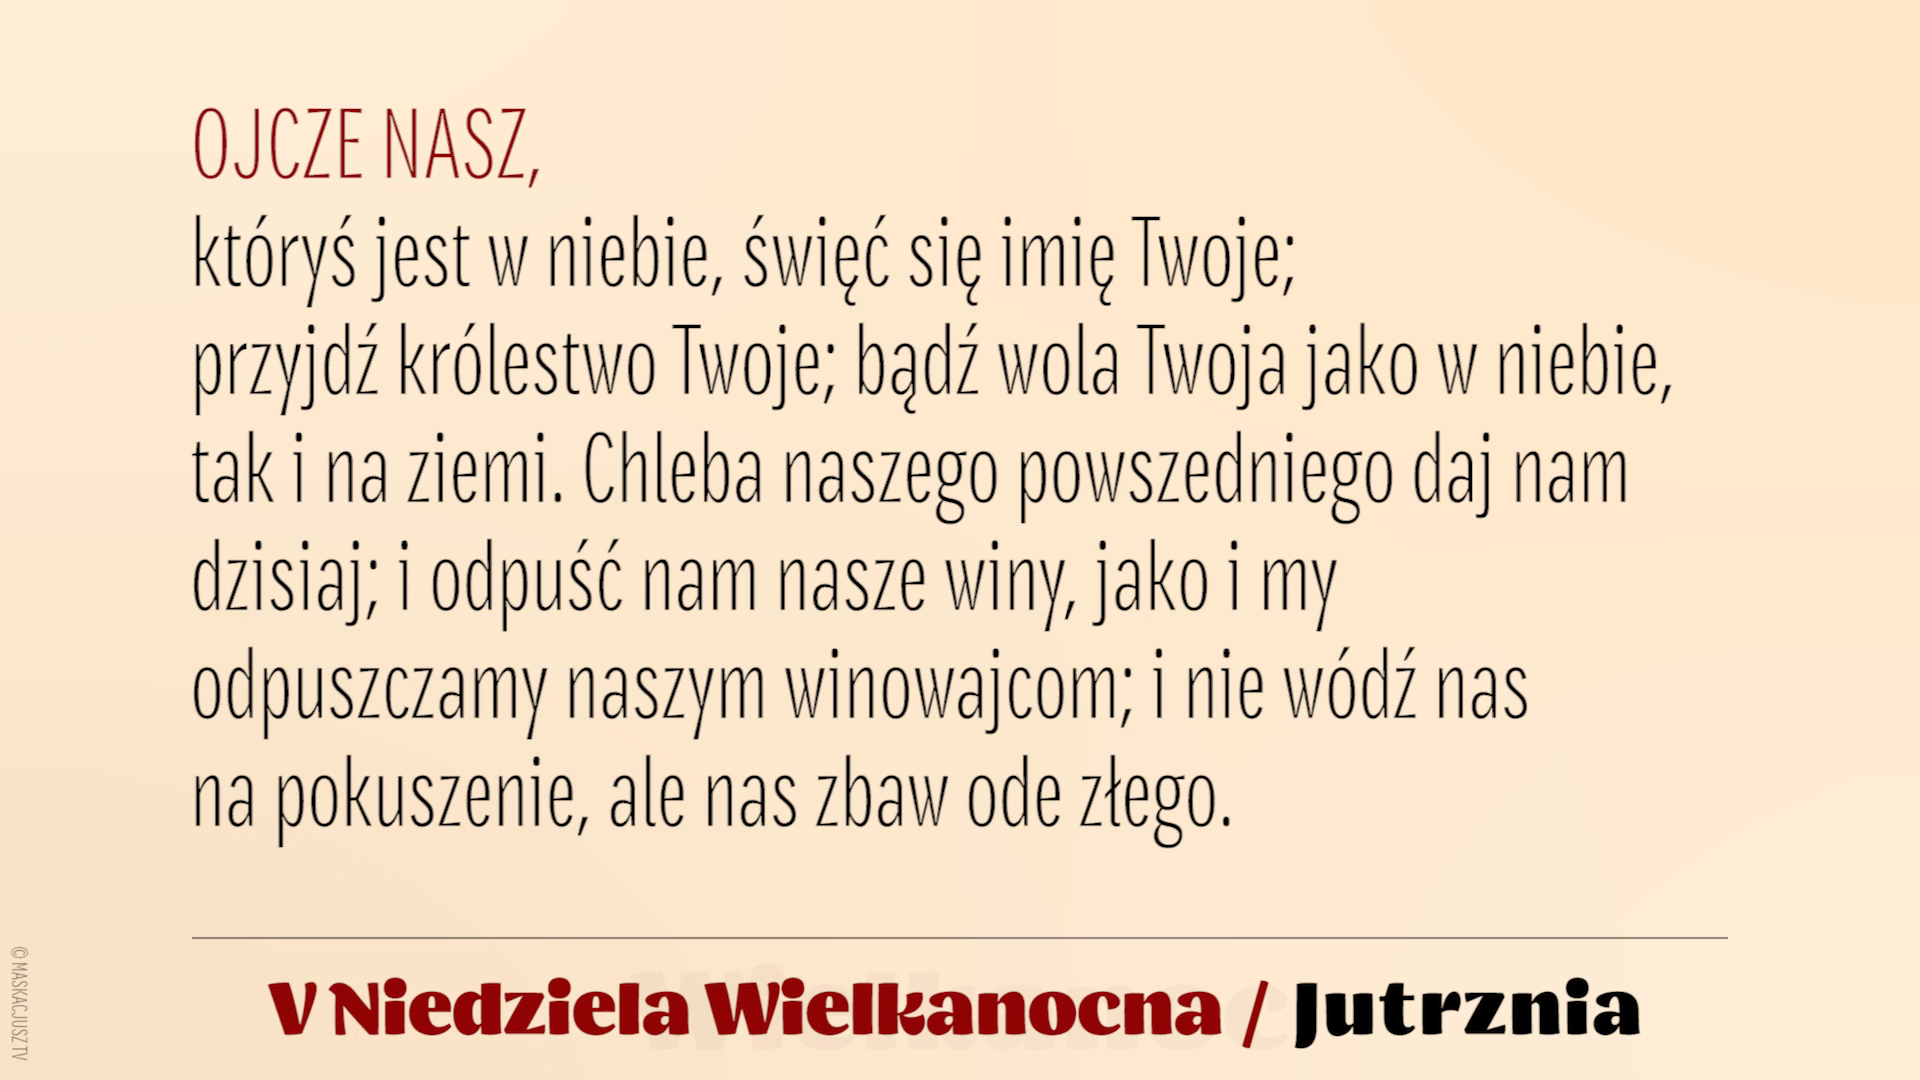 OJCZE NASZ,
któryś jest w niebie, święć się imię Twoje;
przyjdź królestwo Twoje; bądź wola Twoja jako w niebie,
tak i na ziemi. Chleba naszego powszedniego daj nam
dzisiaj; i odpuść nam nasze winy, jako i my
odpuszczamy naszym winowajcom; i nie wódź nas
na pokuszenie, ale nas zbaw ode złego.
V Niedziela Wielkanocna / Jutrznia
© MASKACJUSZ TV